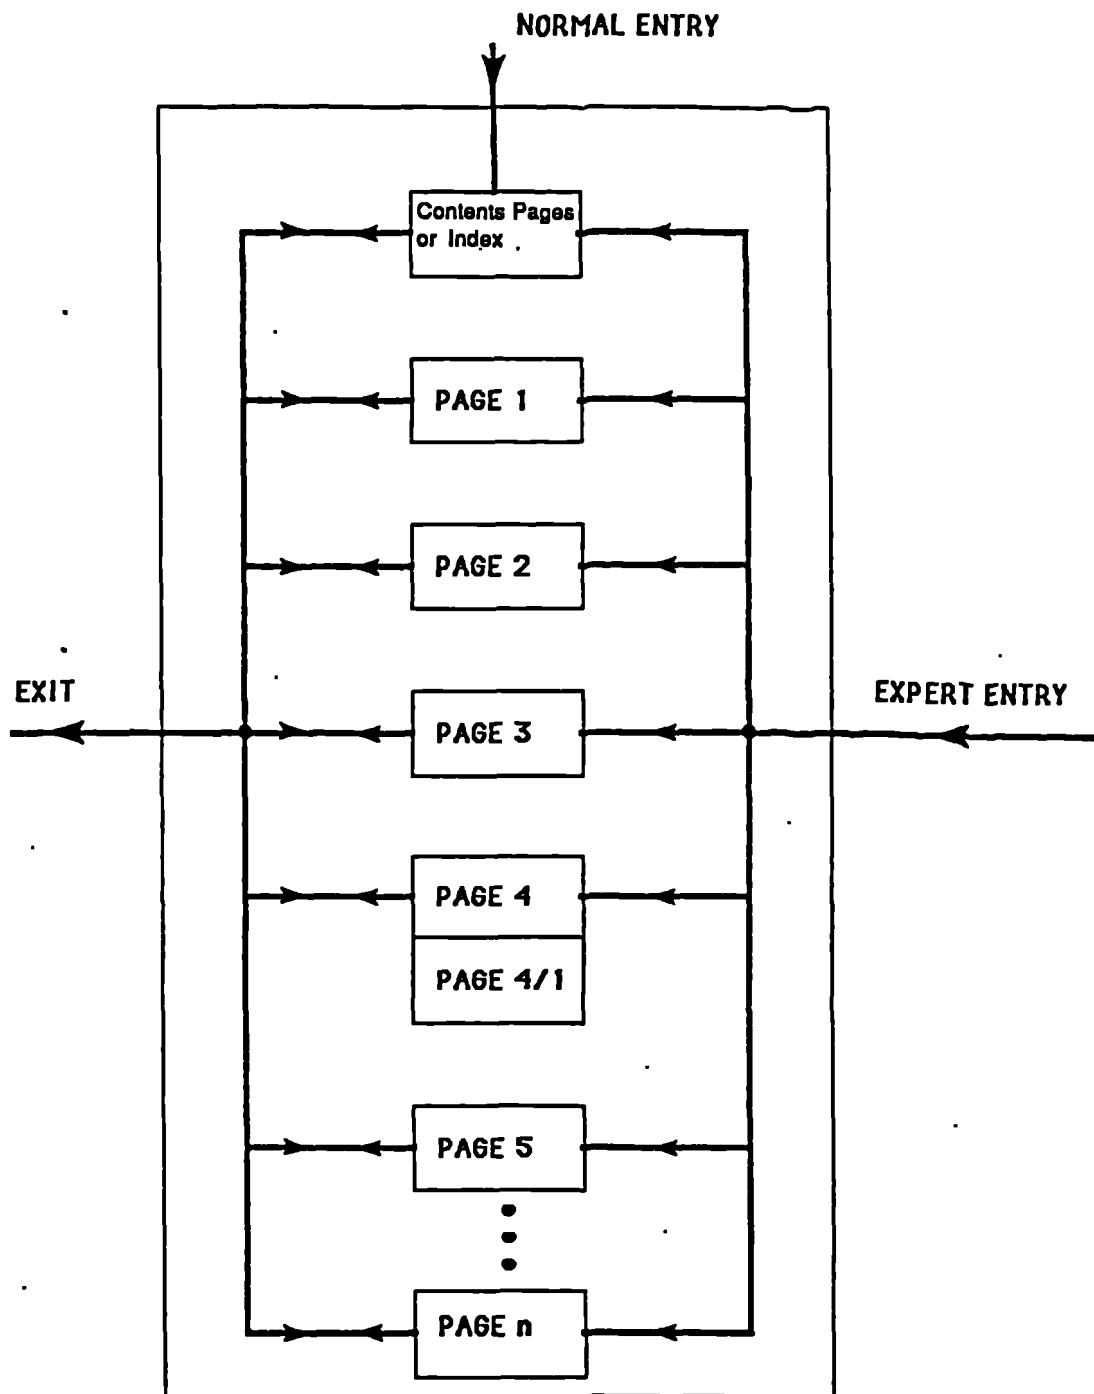 NORMAL ENTRY
Contents Pages
or Index
PAGE 1
PAGE 2
EXIT
PAGE 3
EXPERT ENTRY
PAGE 4
PAGE 4/1
PAGE 5
PAGE n